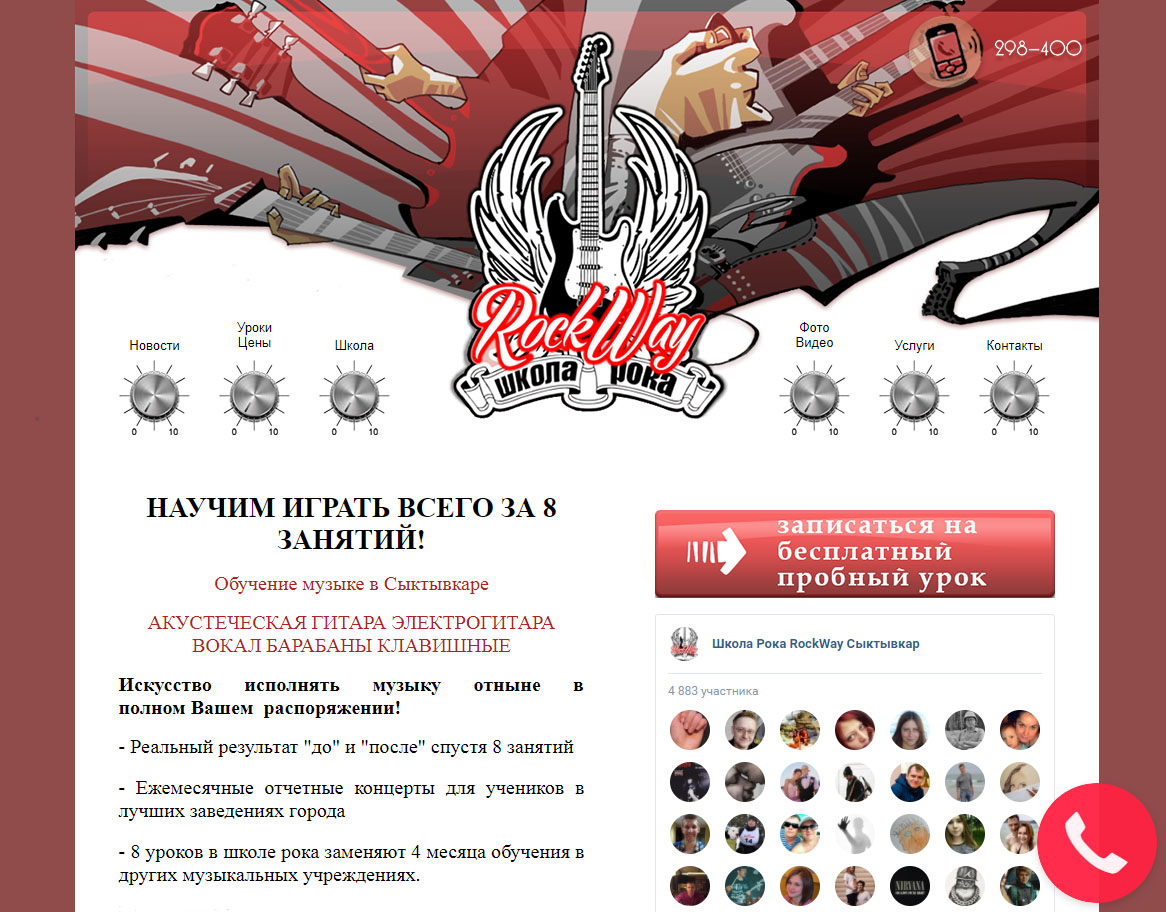 298-400
RockWay
школа рока
Новости
Уроки
Цены
Школа
Фото
Видео
Услуги
Контакты
0 10
0 10
0 10
0 10
0 10
0 10
НАУЧИМ ИГРАТЬ ВСЕГО ЗА 8
ЗАНЯТИЙ!
Обучение музыке в Сыктывкаре
АКУСТЕЧЕСКАЯ ГИТАРА ЭЛЕКТРОГИТАРА
ВОКАЛ БАРАБАНЫ КЛАВИШНЫЕ
Искусство исполнять музыку отныне в
полном Вашем распоряжении!
- Реальный результат "до" и "после" спустя 8 занятий
- Ежемесячные отчетные концерты для учеников в
лучших заведениях города
- 8 уроков в школе рока заменяют 4 месяца обучения в
других музыкальных учреждениях.
записаться на
бесплатный
пробный урок
Школа Рока RockWay Сыктывкар
4 883 участника
14
NIRVANA